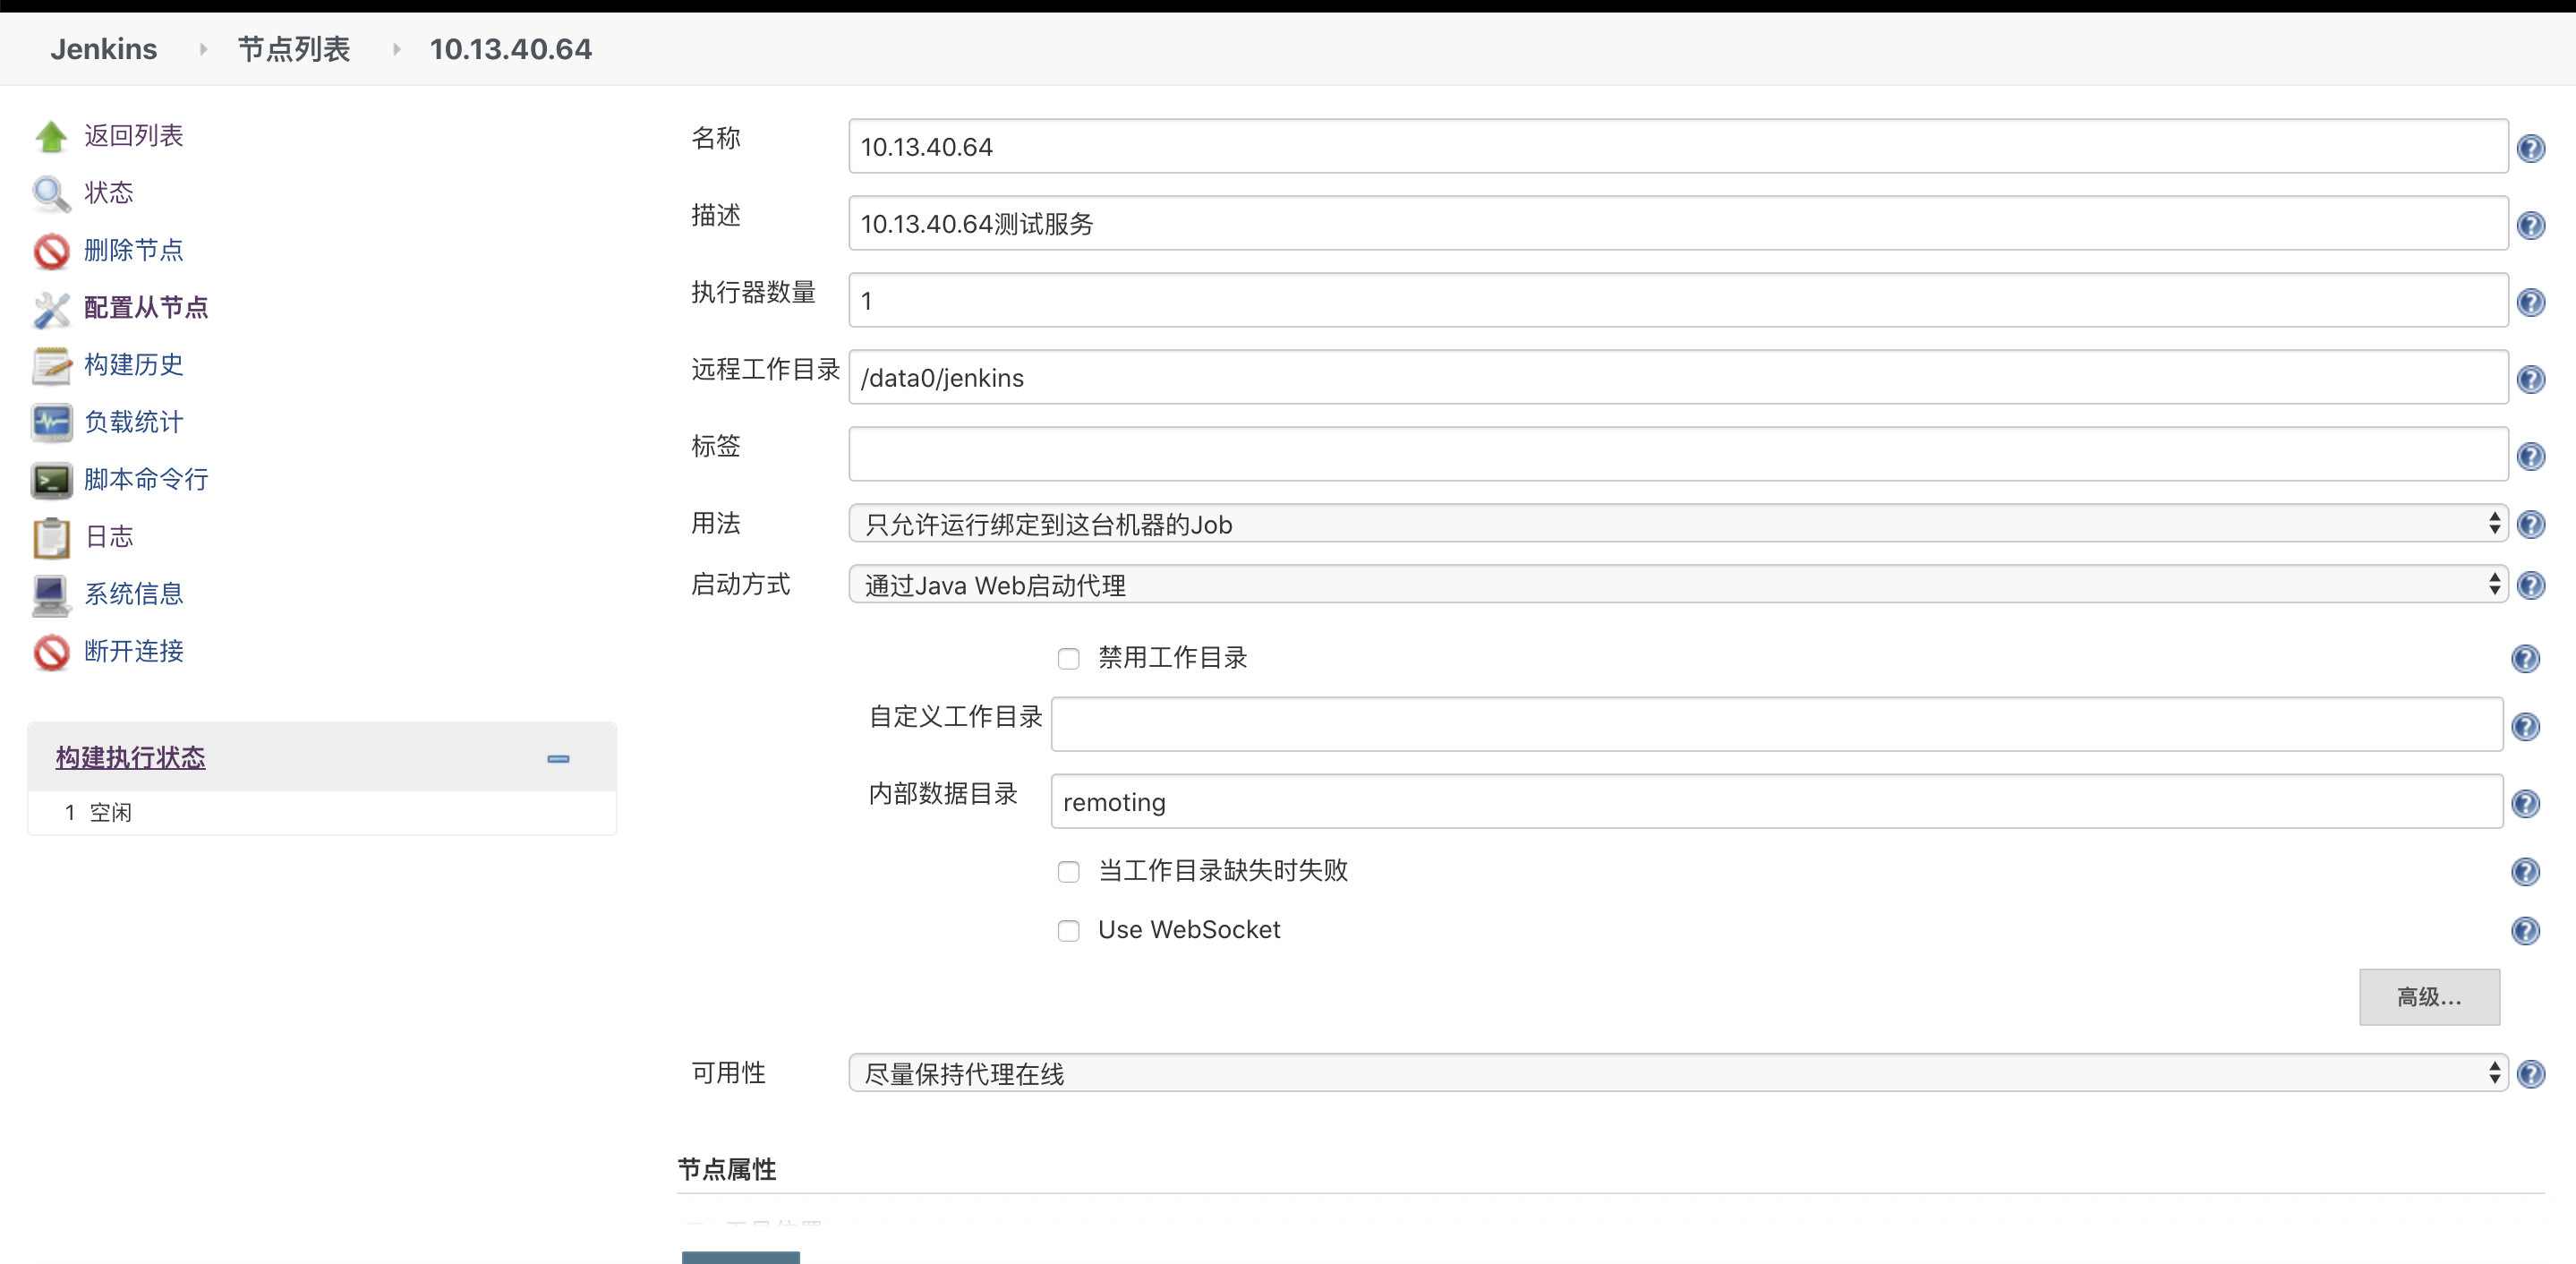 Jenkins 节点列表 10.13.40.64
返回列表
状态
删除节点
配置从节点
构建历史
负载统计
脚本命令行
日志
系统信息
断开连接
构建执行状态
1 空闲
名称 10.13.40.64
描述 10.13.40.64测试服务
执行器数量 1
远程工作目录 /data0/jenkins
标签
用法 只允许运行绑定到这台机器的Job
启动方式 通过Java Web启动代理
禁用工作目录
自定义工作目录
内部数据目录 remoting
当工作目录缺失时失败
Use WebSocket
高级...
可用性 尽量保持代理在线
节点属性